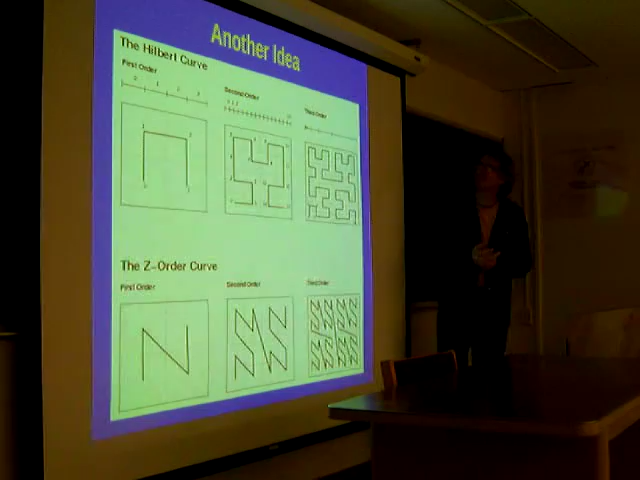 Another Idea
The Hilbert Curve
First Order
Second Order
Third Order
The Z-Order Curve
First Order
Second Order
Third Order